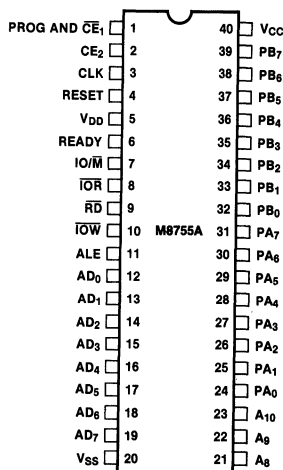 PROG AND C̅E̅₁ 1 40 VCC
CE₂ 2 39 PB₇
CLK 3 38 PB₆
RESET 4 37 PB₅
VDD 5 36 PB₄
READY 6 35 PB₃
IO/M̅ 7 34 PB₂
I̅O̅R̅ 8 33 PB₁
R̅D̅ 9 32 PB₀
I̅O̅W̅ 10 M8755A 31 PA₇
ALE 11 30 PA₆
AD₀ 12 29 PA₅
AD₁ 13 28 PA₄
AD₂ 14 27 PA₃
AD₃ 15 26 PA₂
AD₄ 16 25 PA₁
AD₅ 17 24 PA₀
AD₆ 18 23 A₁₀
AD₇ 19 22 A₉
VSS 20 21 A₈